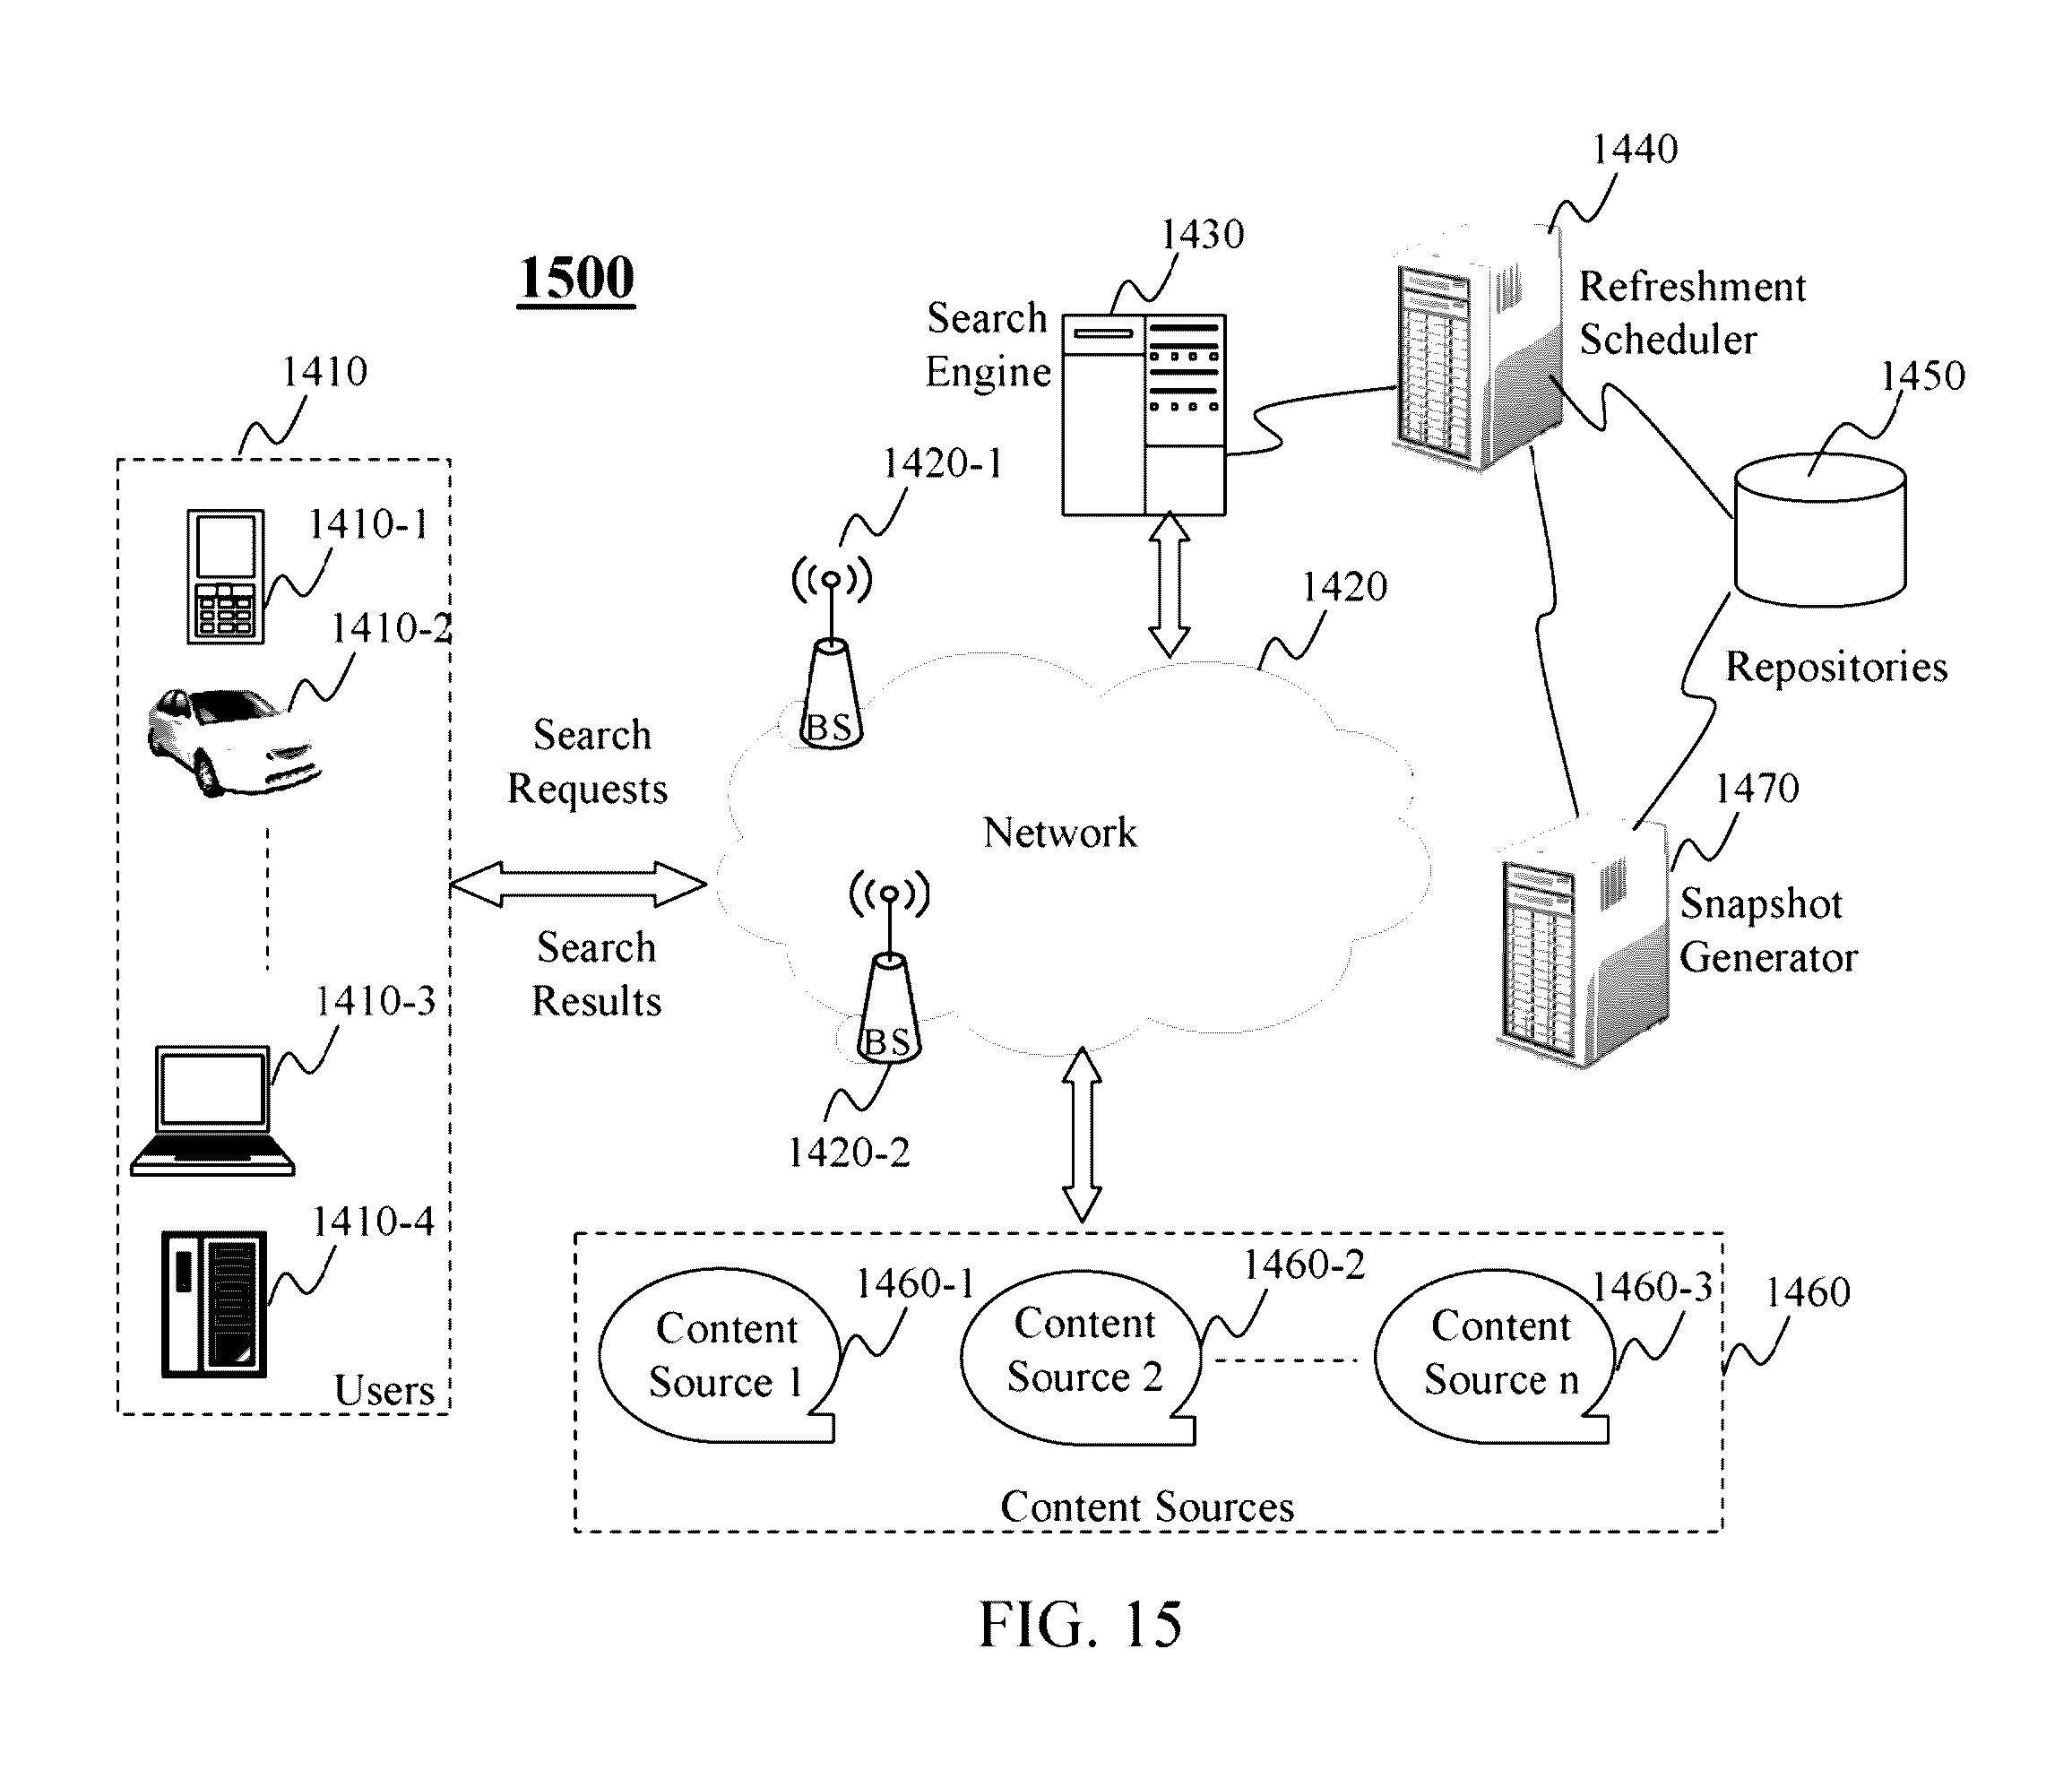 1440
1430
1500
Refreshment
Scheduler
Search
Engine
1410
1450
1420-1
1410-1
1420
1410-2
Repositories
BS
Search
Requests
1470
Network
Snapshot
Generator
Search
Results
1410-3
BS
1420-2
1410-4
1460-1
1460-2
1460-3
1460
Content
Source 1
Content
Source 2
Content
Source n
Users
Content Sources
FIG. 15